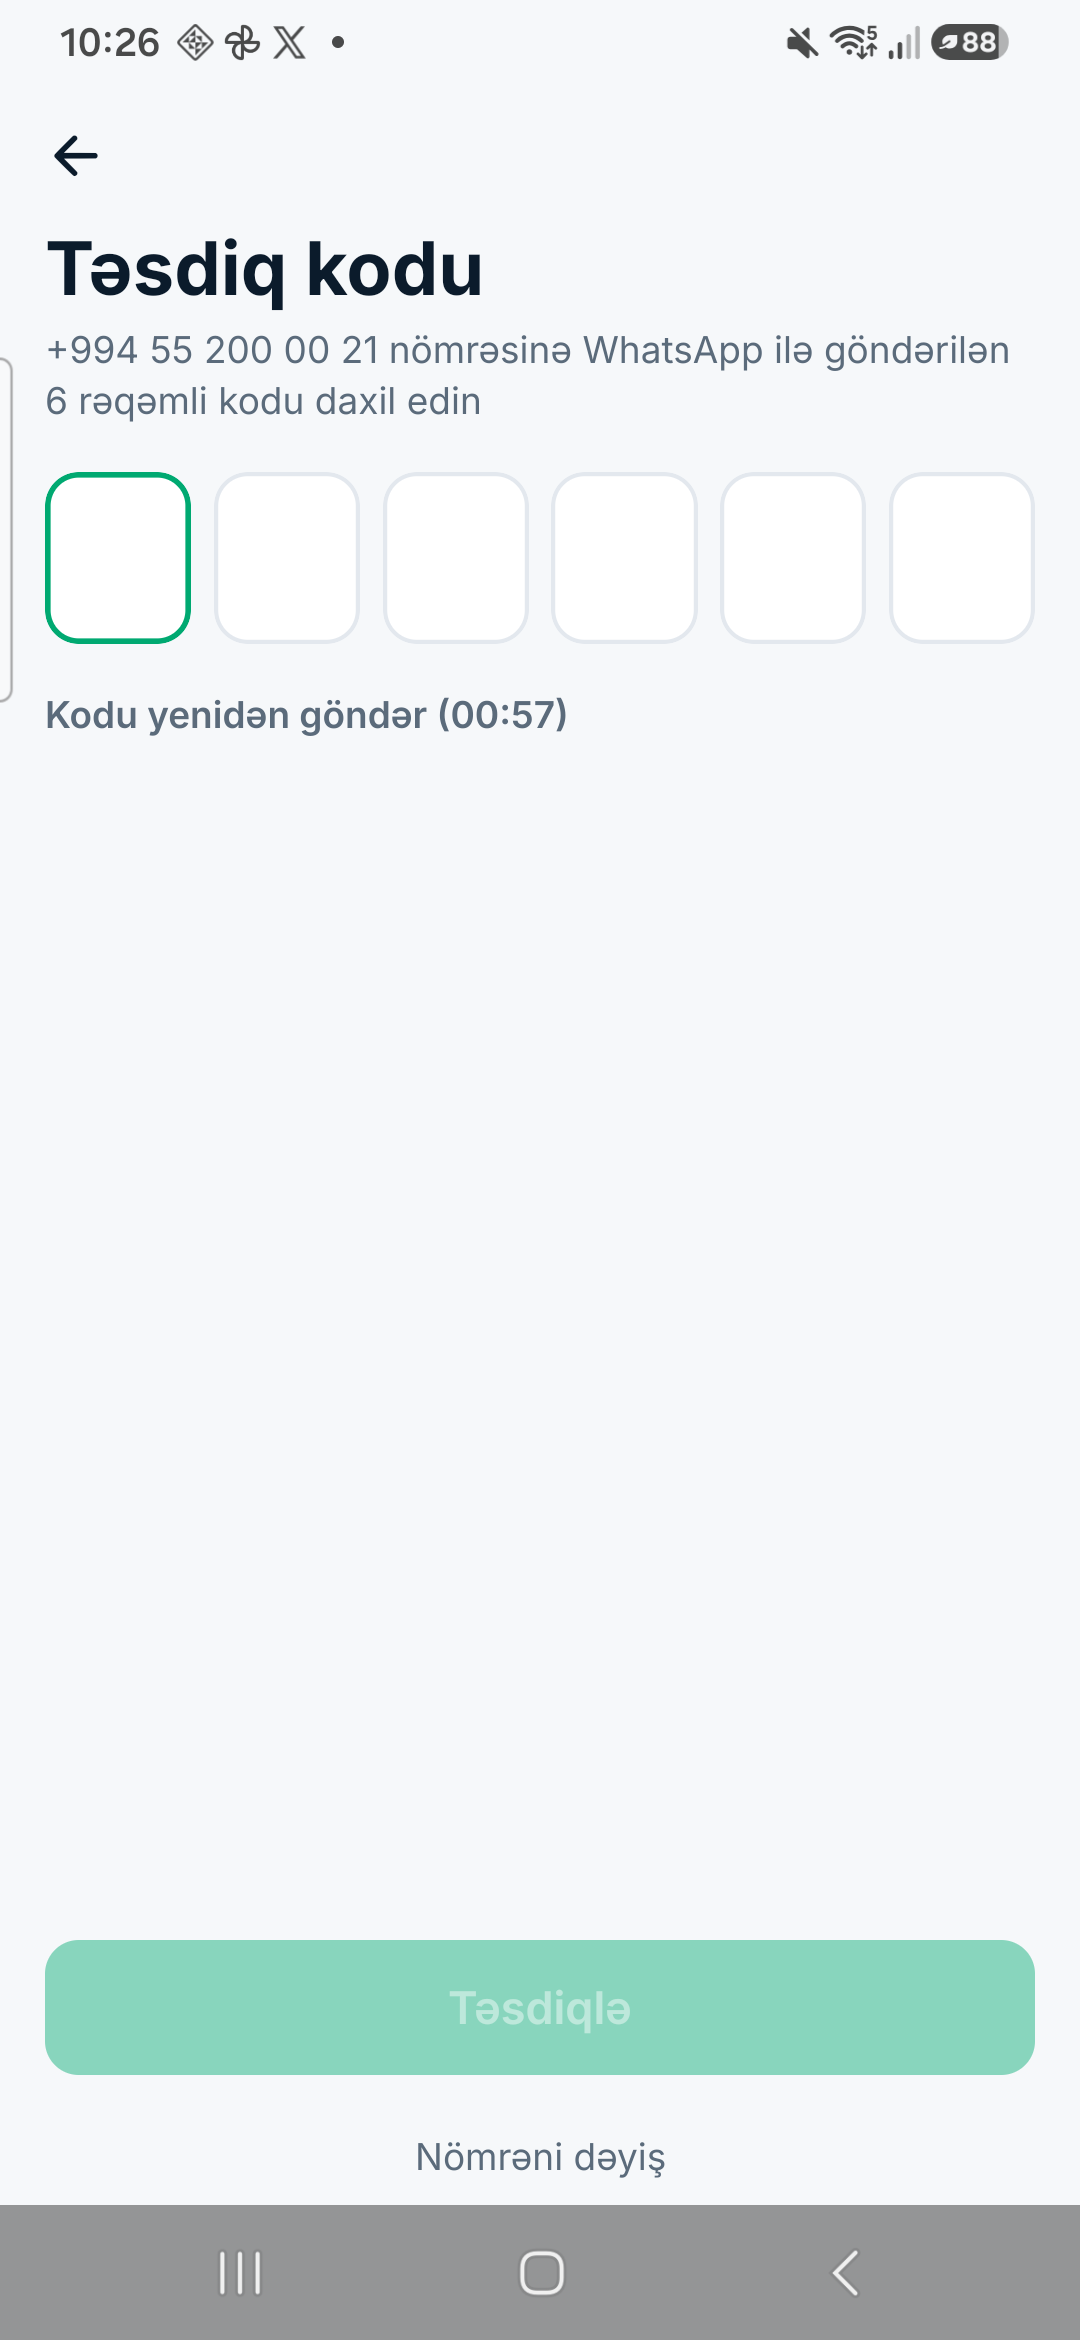 10:26
5
88
Təsdiq kodu
+994 55 200 00 21 nömrəsinə WhatsApp ilə göndərilən
6 rəqəmli kodu daxil edin
Kodu yenidən göndər (00:57)
Təsdiqlə
Nömrəni dəyiş